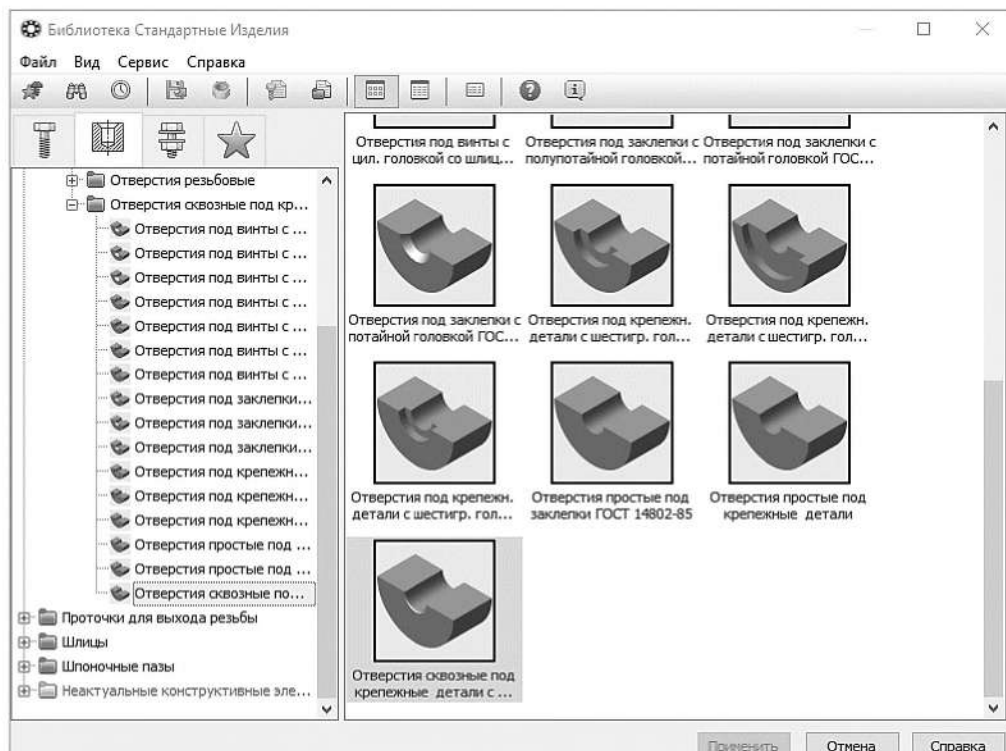 Библиотека Стандартные Изделия
Файл Вид Сервис Справка
Отверстия резьбовые
Отверстия сквозные под кр...
Отверстия под винты с ...
Отверстия под винты с ...
Отверстия под винты с ...
Отверстия под винты с ...
Отверстия под винты с ...
Отверстия под винты с ...
Отверстия под винты с ...
Отверстия под заклепки...
Отверстия под заклепки...
Отверстия под заклепки...
Отверстия под крепежн...
Отверстия под крепежн...
Отверстия под крепежн...
Отверстия простые под ...
Отверстия простые под ...
Отверстия сквозные по...
Проточки для выхода резьбы
Шлицы
Шпоночные пазы
Неактуальные конструктивные эле...
Отверстия под винты с
цил. головкой со шлиц...
Отверстия под заклепки с
полупотайной головкой...
Отверстия под заклепки с
потайной головкой ГОС...
Отверстия под заклепки с
потайной головкой ГОС...
Отверстия под крепежн.
детали с шестигр. гол...
Отверстия под крепежн.
детали с шестигр. гол...
Отверстия под крепежн.
детали с шестигр. гол...
Отверстия простые под
заклепки ГОСТ 14802-85
Отверстия простые под
крепежные детали
Отверстия сквозные под
крепежные детали с ...
Применить Отмена Справка